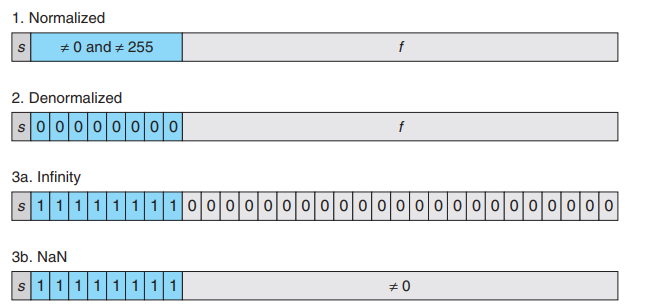 1. Normalized
s ≠ 0 and ≠ 255 f
2. Denormalized
s 0 0 0 0 0 0 0 0 f
3a. Infinity
s 1 1 1 1 1 1 1 1 0 0 0 0 0 0 0 0 0 0 0 0 0 0 0 0 0 0 0 0 0 0 0
3b. NaN
s 1 1 1 1 1 1 1 1 ≠ 0